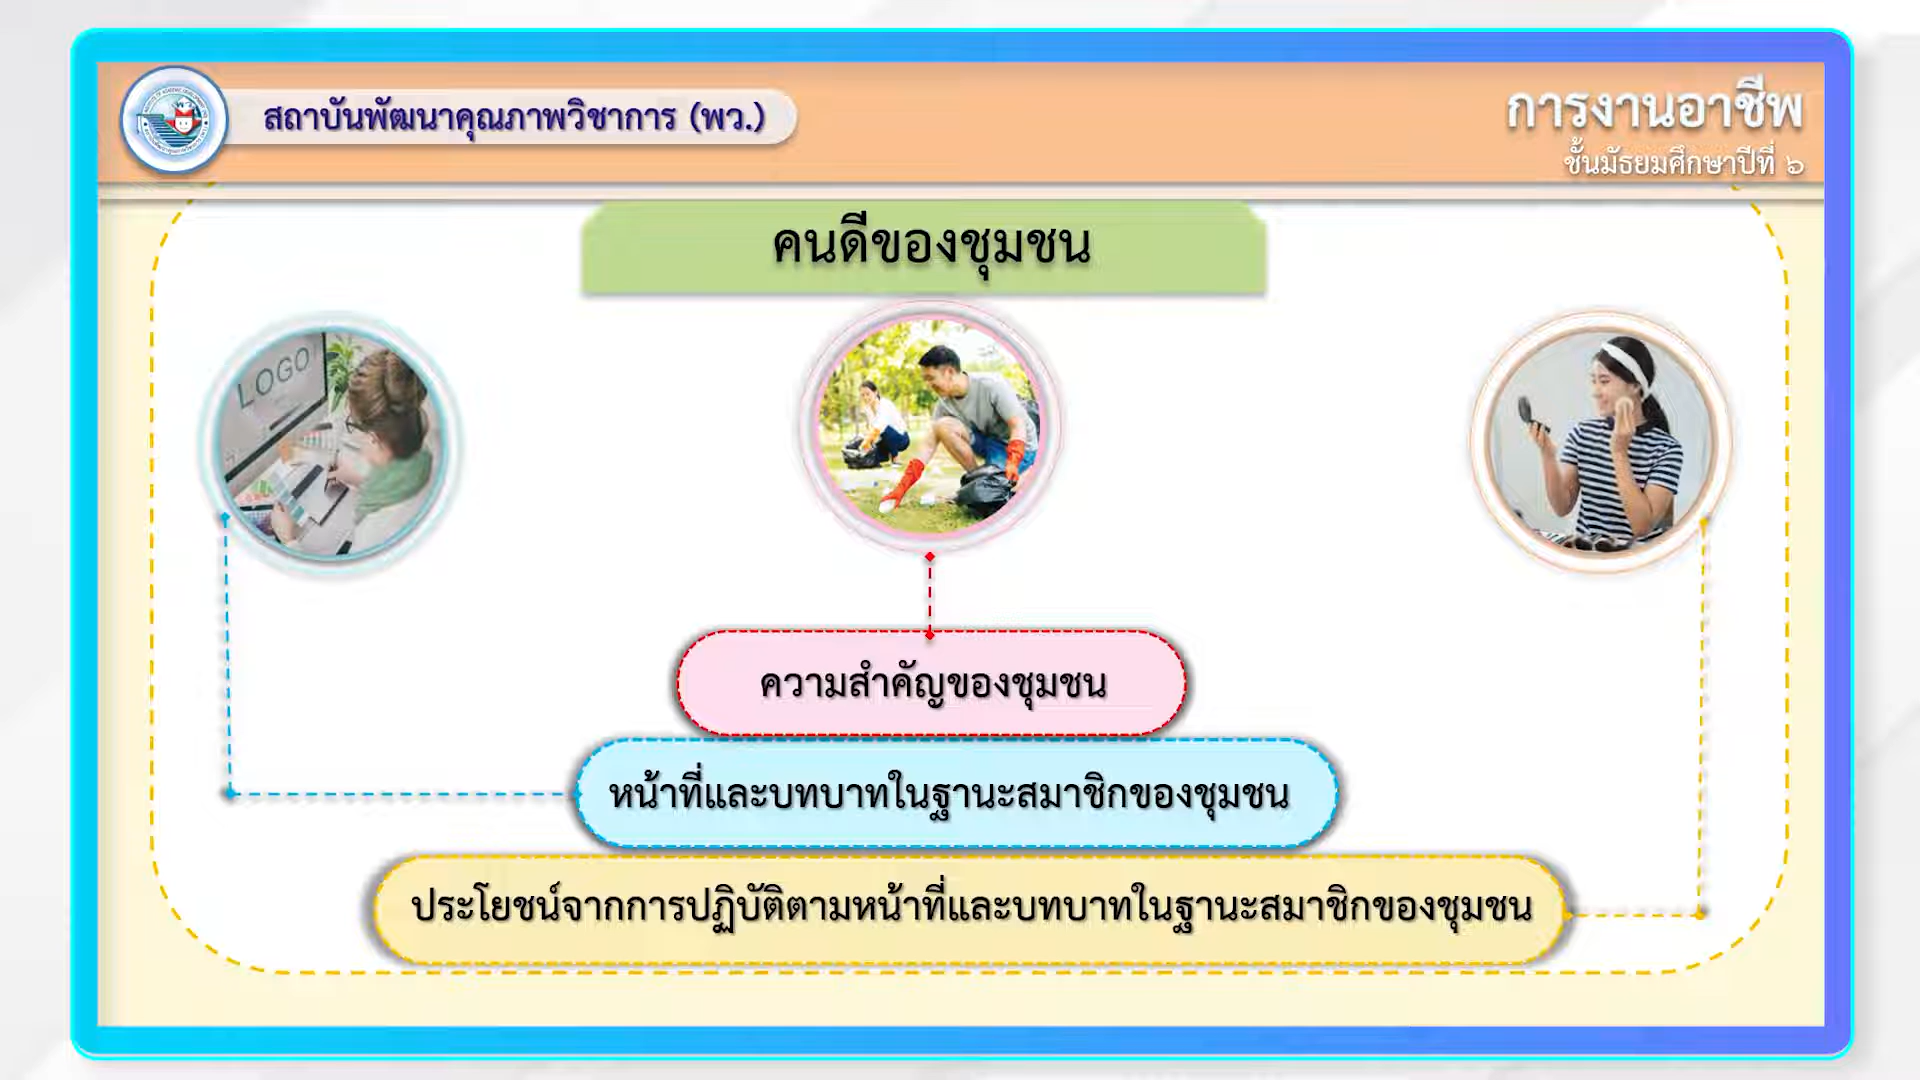 สถาบันพัฒนาคุณภาพวิชาการ (พว.)
การงานอาชีพ
ชั้นมัธยมศึกษาปีที่ ๖
คนดีของชุมชน
LOGO
ความสำคัญของชุมชน
หน้าที่และบทบาทในฐานะสมาชิกของชุมชน
ประโยชน์จากการปฏิบัติตามหน้าที่และบทบาทในฐานะสมาชิกของชุมชน